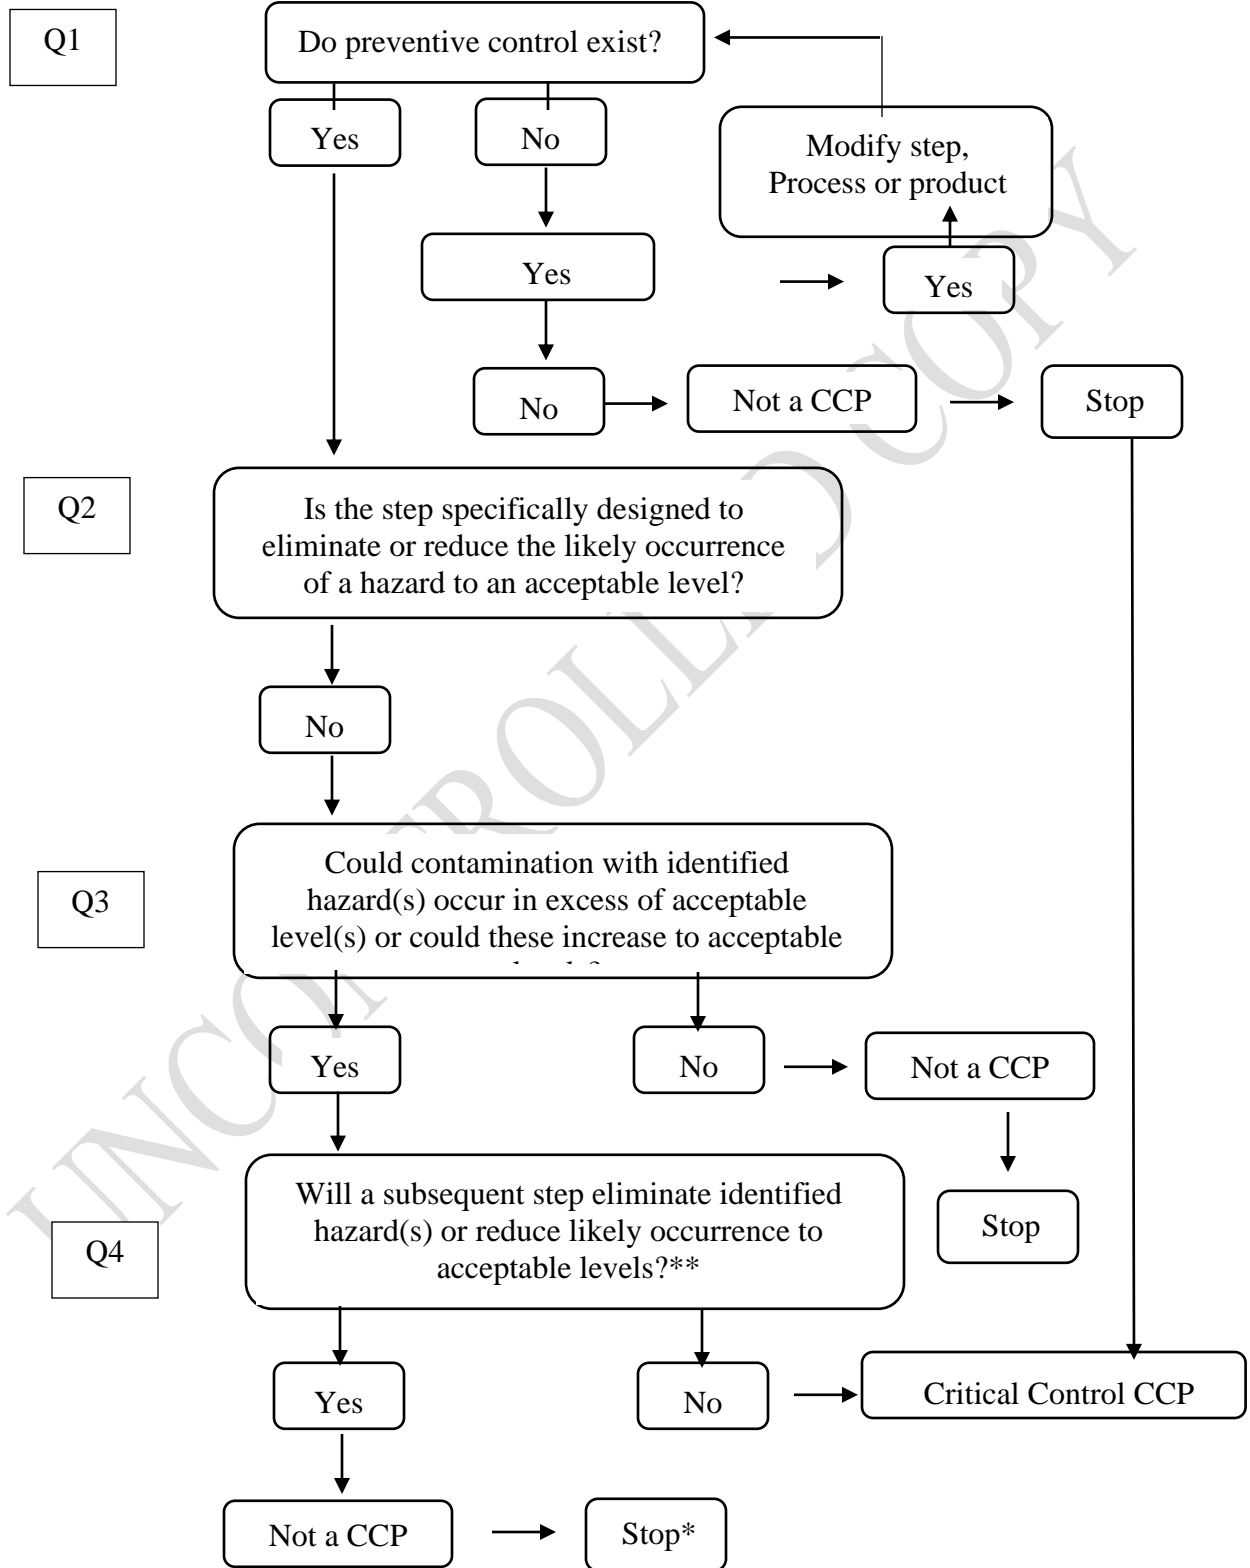 Q1
Do preventive control exist?
Yes
No
Modify step,
Process or product
Yes
Yes
No
Not a CCP
Stop
Q2
Is the step specifically designed to
eliminate or reduce the likely occurrence
of a hazard to an acceptable level?
No
Q3
Could contamination with identified
hazard(s) occur in excess of acceptable
level(s) or could these increase to acceptable
Yes
No
Not a CCP
Stop
Q4
Will a subsequent step eliminate identified
hazard(s) or reduce likely occurrence to
acceptable levels?**
Yes
No
Critical Control CCP
Not a CCP
Stop*